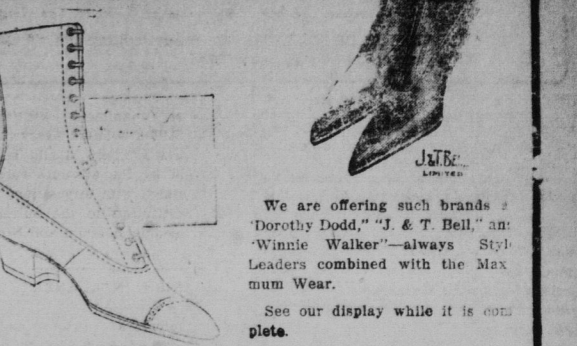 J.&T.BE
LIMITED
We are offering such brands
'Dorothy Dodd," "J. & T. Bell," an
'Winnie Walker"—always Styl
Leaders combined with the Max
mum Wear.
See our display while it is com
plete.